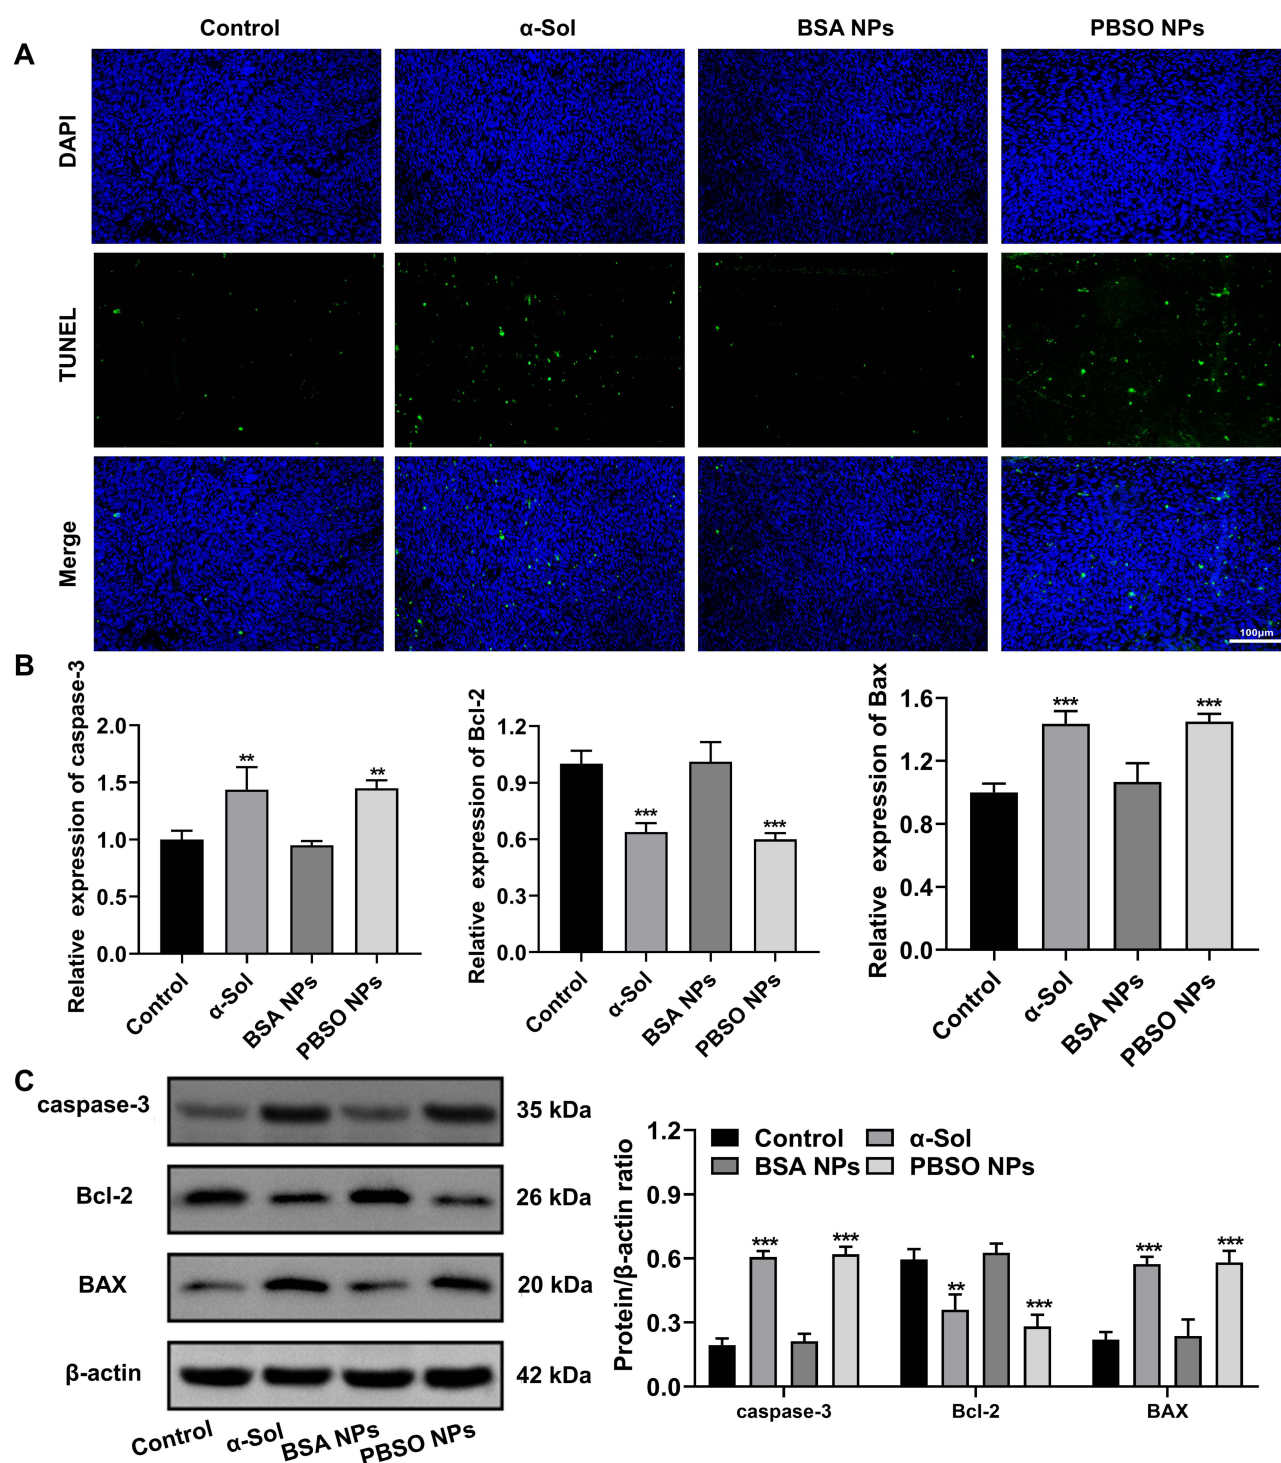 Control α-Sol BSA NPs PBSO NPs
A
DAPI
TUNEL
Merge
100μm
B
Relative expression of caspase-3
2.0
1.5
1.0
0.5
0.0
** **
Control α-Sol BSA NPs PBSO NPs
Relative expression of Bcl-2
1.2
0.9
0.6
0.3
0.0
*** ***
Control α-Sol BSA NPs PBSO NPs
Relative expression of Bax
1.6
1.2
0.8
0.4
0.0
*** ***
Control α-Sol BSA NPs PBSO NPs
C
caspase-3 35 kDa
Bcl-2 26 kDa
BAX 20 kDa
β-actin 42 kDa
Control α-Sol BSA NPs PBSO NPs
Protein/β-actin ratio
1.2
0.9
0.6
0.3
0.0
Control α-Sol
BSA NPs PBSO NPs
*** *** ** *** *** ***
caspase-3 Bcl-2 BAX